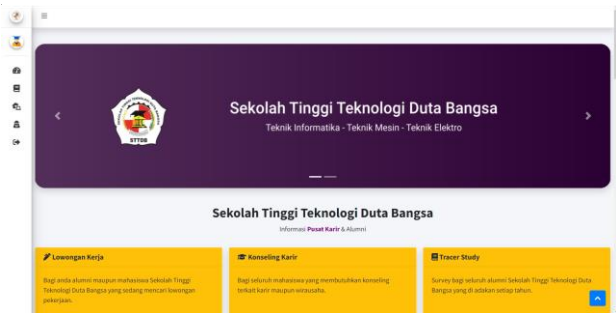 Sekolah Tinggi Teknologi Duta Bangsa
Teknik Informatika - Teknik Mesin - Teknik Elektro
STTDB
Sekolah Tinggi Teknologi Duta Bangsa
Informasi Pusat Karir & Alumni
Lowongan Kerja
Bagi anda alumni maupun mahasiswa Sekolah Tinggi
Teknologi Duta Bangsa yang sedang mencari lowongan
pekerjaan.
Konseling Karir
Bagi seluruh mahasiswa yang membutuhkan konseling
terkait karir maupun wirausaha.
Tracer Study
Survey bagi seluruh alumni Sekolah Tinggi Teknologi Duta
Bangsa yang di adakan setiap tahun.